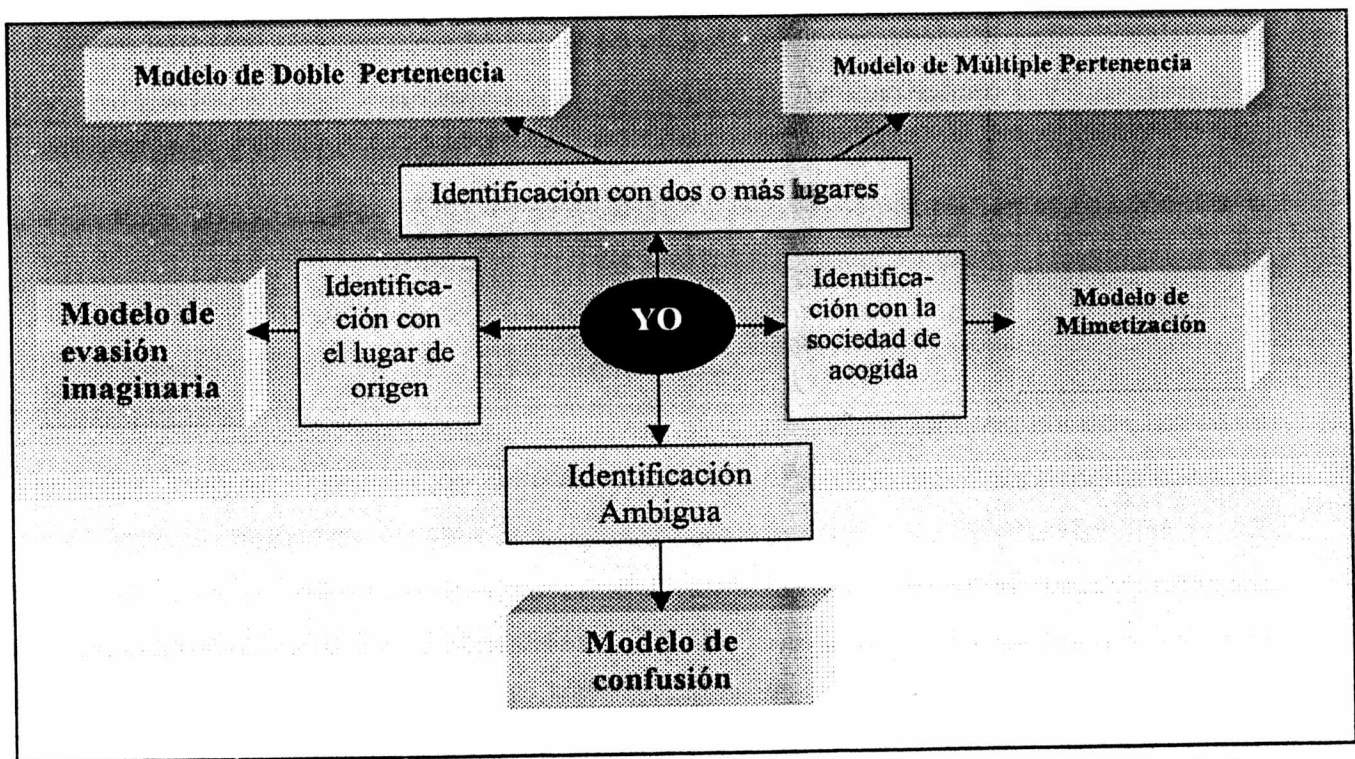 Modelo de Doble Pertenencia
Modelo de Múltiple Pertenencia
Identificación con dos o más lugares
Modelo de
evasión
imaginaria
Identifica-
ción con
el lugar de
origen
YO
Identifica-
ción con la
sociedad de
acogida
Modelo de
Mimetización
Identificación
Ambigua
Modelo de
confusión